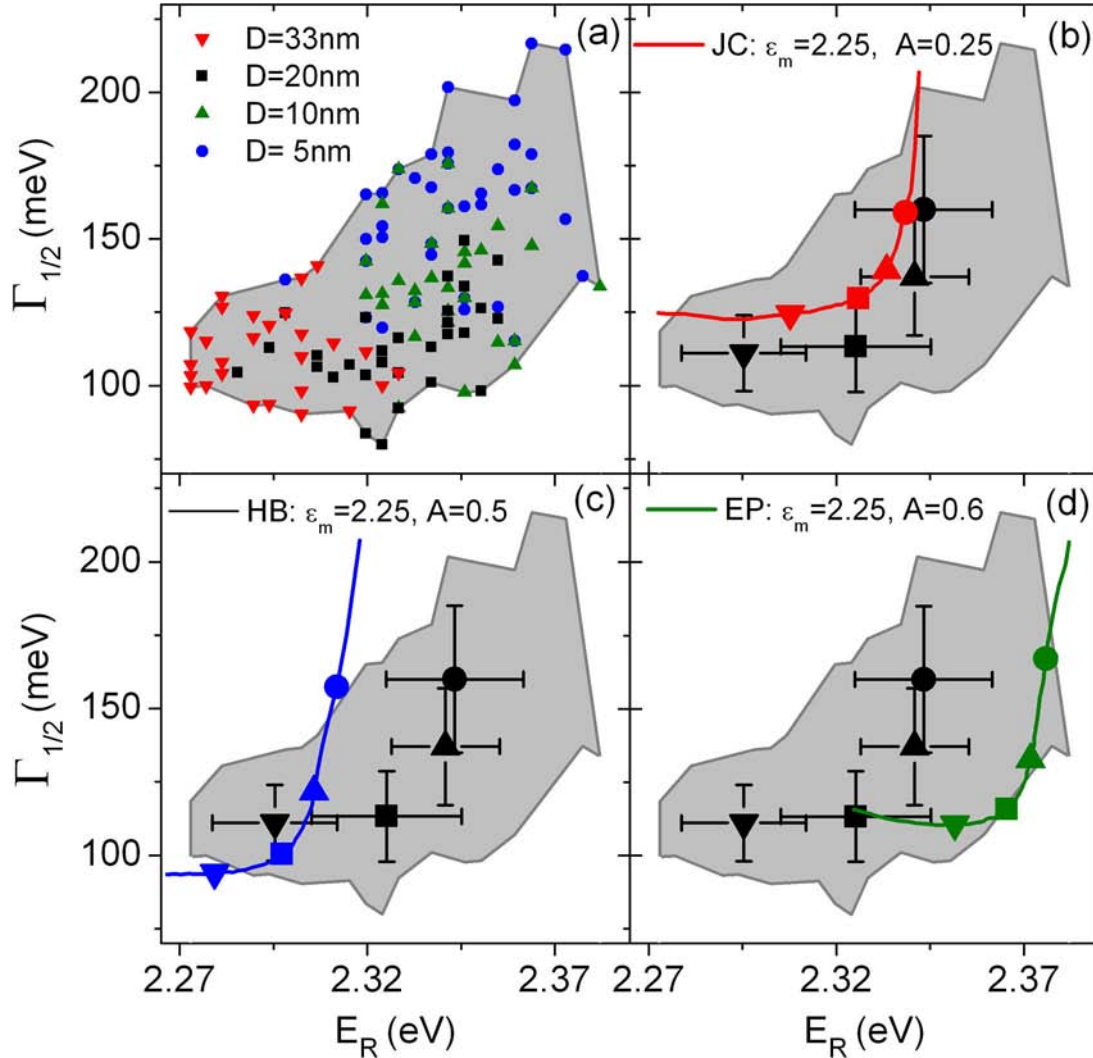 (a)
D=33nm
D=20nm
D=10nm
D= 5nm
(b)
JC: εm=2.25, A=0.25
200
150
100
Γ1/2 (meV)
(c)
HB: εm=2.25, A=0.5
(d)
EP: εm=2.25, A=0.6
200
150
100
Γ1/2 (meV)
2.27 2.32 2.37
2.27 2.32 2.37
ER (eV)
ER (eV)